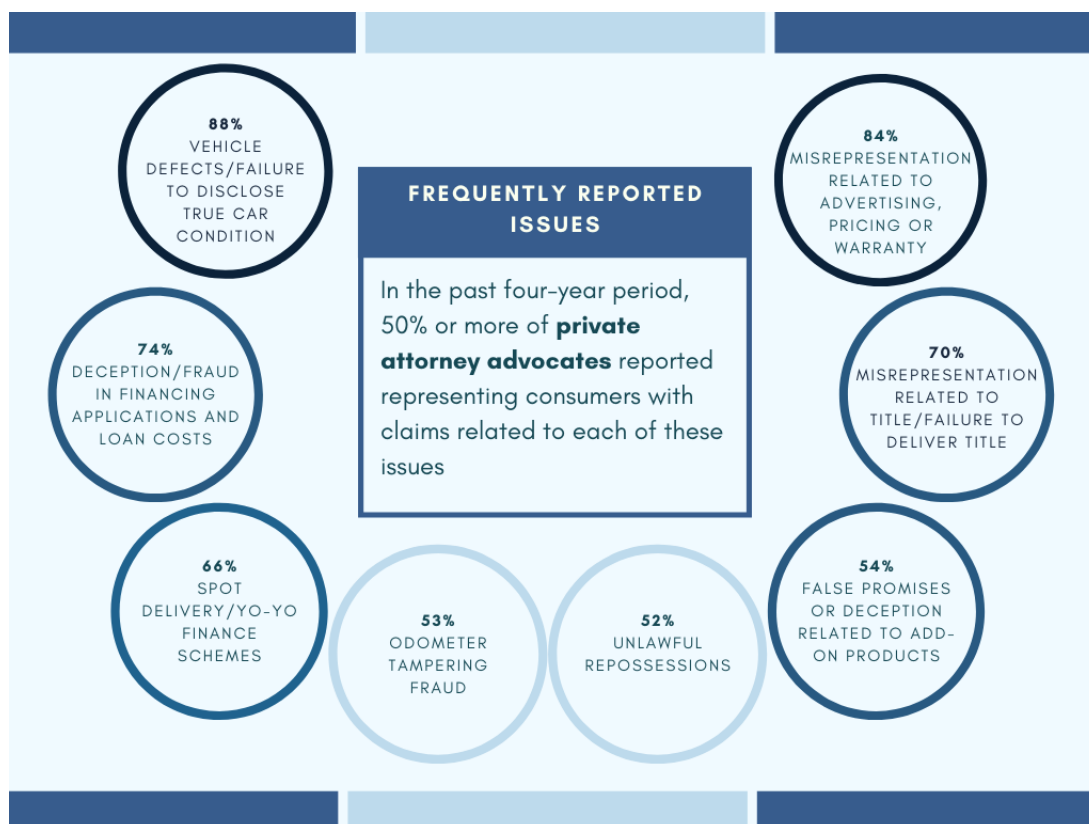 88%
VEHICLE
DEFECTS/FAILURE
TO DISCLOSE
TRUE CAR
CONDITION
84%
MISREPRESENTATION
RELATED TO
ADVERTISING,
PRICING OR
WARRANTY
FREQUENTLY REPORTED
ISSUES
In the past four-year period,
50% or more of private
attorney advocates reported
representing consumers with
claims related to each of these
issues
74%
DECEPTION/FRAUD
IN FINANCING
APPLICATIONS AND
LOAN COSTS
70%
MISREPRESENTATION
RELATED TO
TITLE/FAILURE TO
DELIVER TITLE
66%
SPOT
DELIVERY/YO-YO
FINANCE
SCHEMES
53%
ODOMETER
TAMPERING
FRAUD
52%
UNLAWFUL
REPOSSESSIONS
54%
FALSE PROMISES
OR DECEPTION
RELATED TO ADD-
ON PRODUCTS